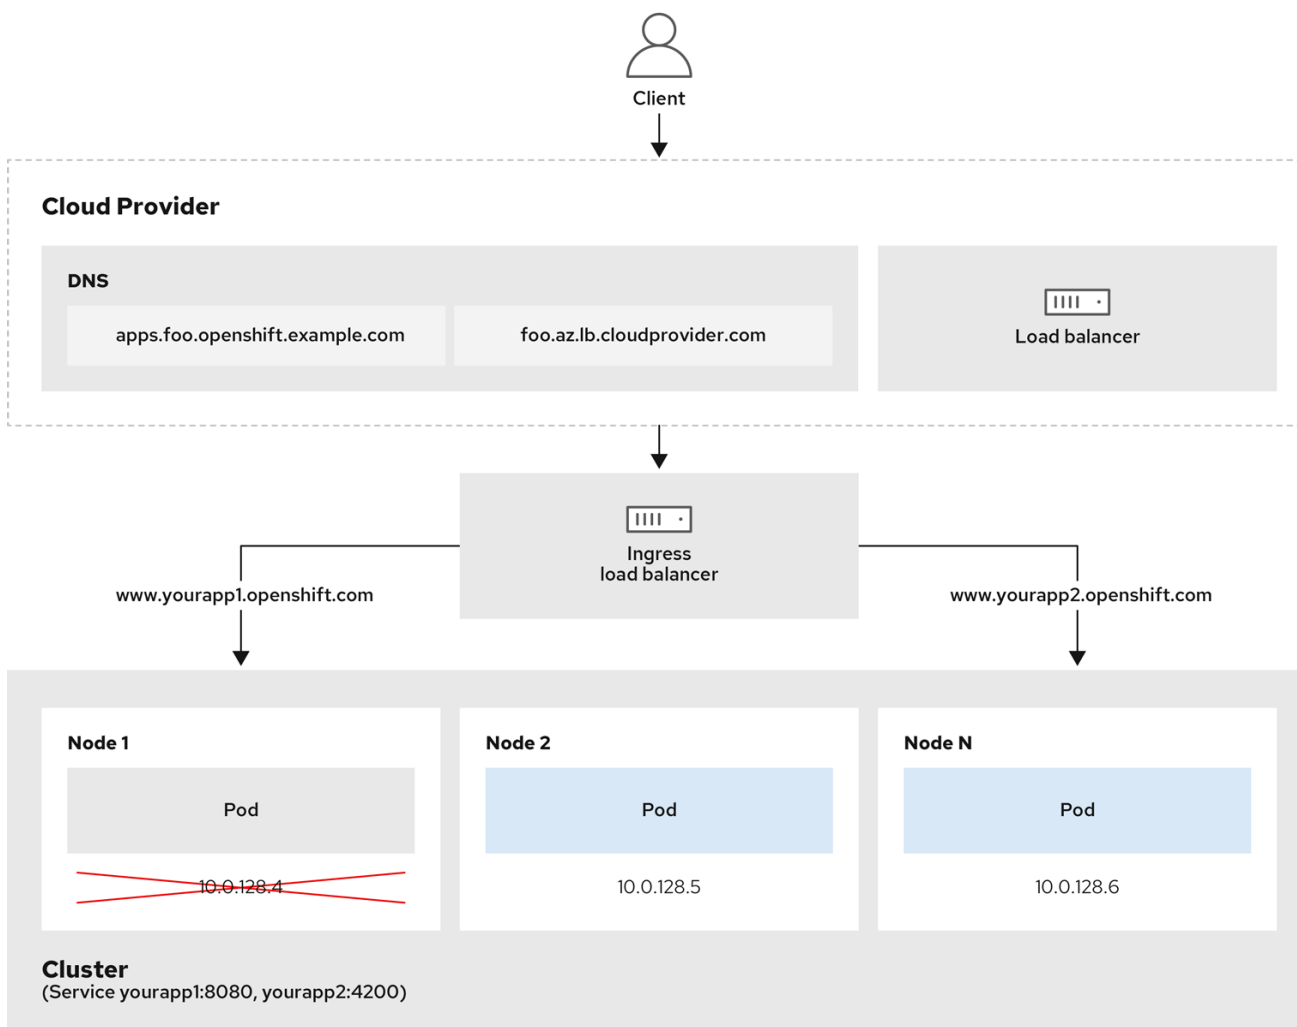 Client
Cloud Provider
DNS
apps.foo.openshift.example.com
foo.az.lb.cloudprovider.com
Load balancer
Ingress
load balancer
www.yourapp1.openshift.com
www.yourapp2.openshift.com
Node 1
Pod
10.0.128.4
Node 2
Pod
10.0.128.5
Node N
Pod
10.0.128.6
Cluster
(Service yourapp1:8080, yourapp2:4200)